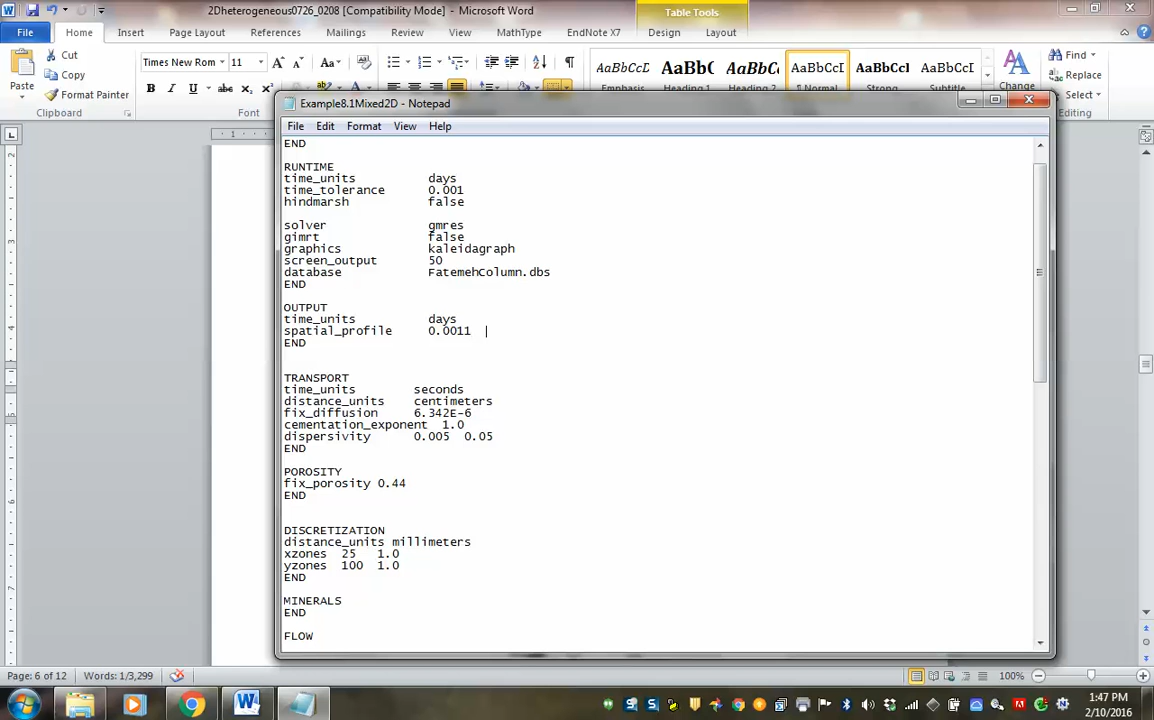 2Dheterogeneous0726_0208 [Compatibility Mode] - Microsoft Word
Table Tools
File Home Insert Page Layout References Mailings Review View MathType EndNote X7 Design Layout
Paste
Cut
Copy
Format Painter
Clipboard
Times New Rom 11
B I U abc
Font
AaBbCcD AaBb( AaBbCc AaBbCcI AaBbCcI AaBbCcI
Emphasis Heading 1 Heading 2 ¶ Normal Strong Subtitle
Change
Find
Replace
Select
Example8.1Mixed2D - Notepad
File Edit Format View Help
END
RUNTIME
time_units days
time_tolerance 0.001
hindmarsh false
solver gmres
gimrt false
graphics kaleidagraph
screen_output 50
database FatemehColumn.dbs
END
OUTPUT
time_units days
spatial_profile 0.0011
END
TRANSPORT
time_units seconds
distance_units centimeters
fix_diffusion 6.342E-6
cementation_exponent 1.0
dispersivity 0.005 0.05
END
POROSITY
fix_porosity 0.44
END
DISCRETIZATION
distance_units millimeters
xzones 25 1.0
yzones 100 1.0
END
MINERALS
END
FLOW
Page: 6 of 12 Words: 1/3,299 100%
1:47 PM
2/10/2016